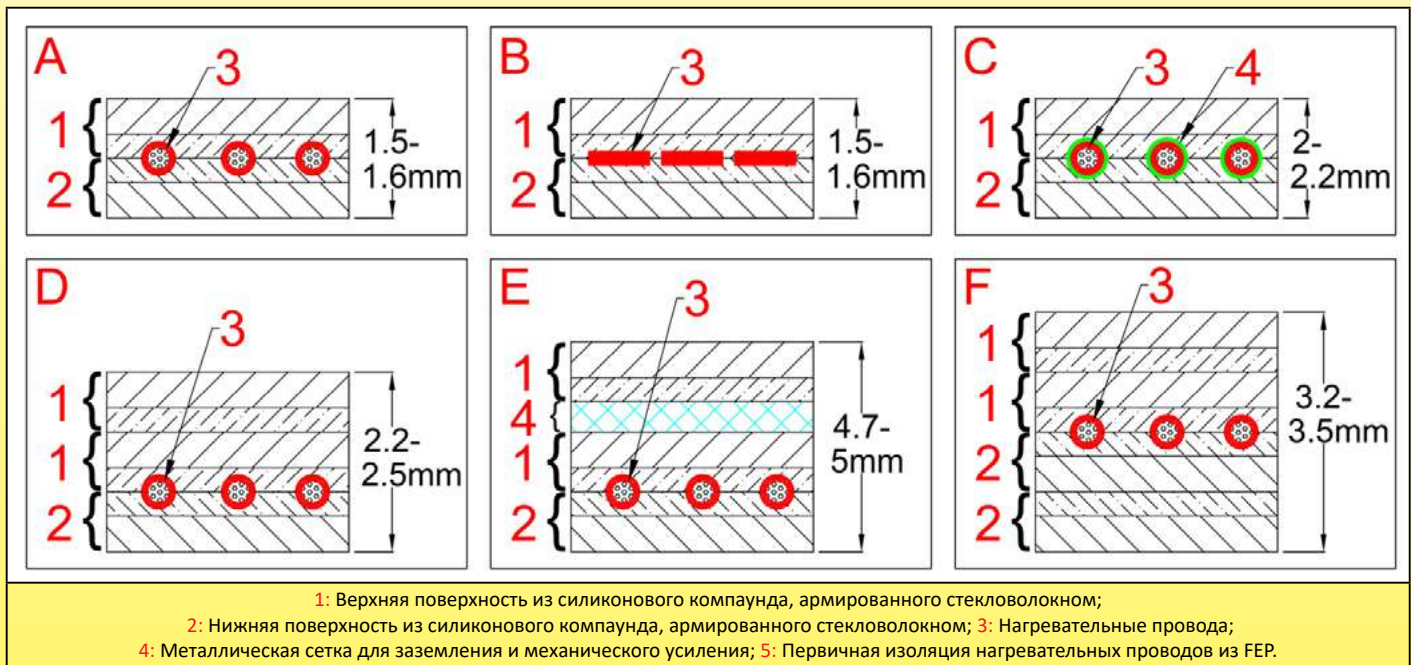 A
3
1
2
1.5-
1.6mm
B
3
1
2
1.5-
1.6mm
C
3
4
1
2
2-
2.2mm
D
3
1
1
2
2.2-
2.5mm
E
3
1
4
1
2
4.7-
5mm
F
3
1
1
2
2
3.2-
3.5mm
1: Верхняя поверхность из силиконового компаунда, армированного стекловолокном;
2: Нижняя поверхность из силиконового компаунда, армированного стекловолокном; 3: Нагревательные провода;
4: Металлическая сетка для заземления и механического усиления; 5: Первичная изоляция нагревательных проводов из FEP.